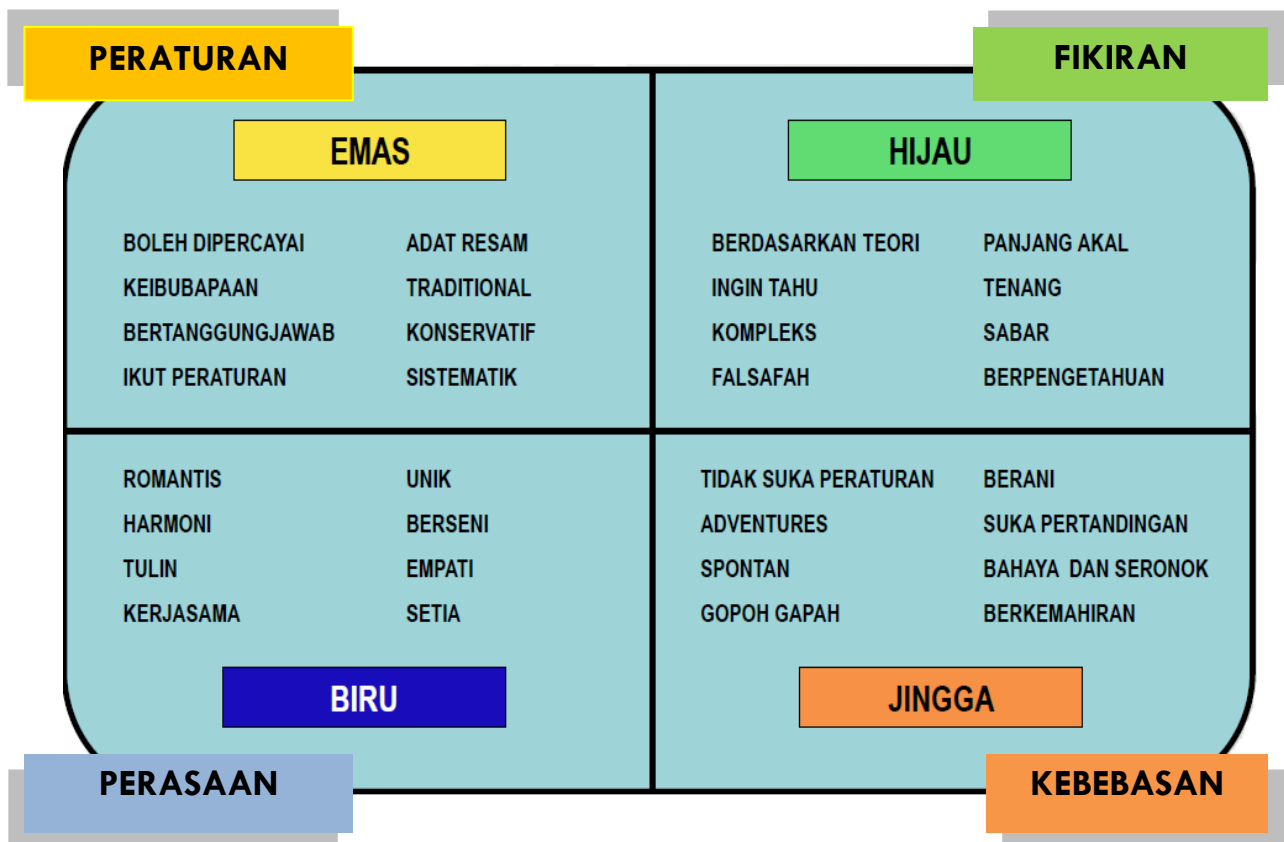 PERATURAN
FIKIRAN
EMAS
HIJAU
BOLEH DIPERCAYAI
ADAT RESAM
KEIBUBAPAAN
TRADITIONAL
BERTANGGUNGJAWAB
KONSERVATIF
IKUT PERATURAN
SISTEMATIK
BERDASARKAN TEORI
PANJANG AKAL
INGIN TAHU
TENANG
KOMPLEKS
SABAR
FALSAFAH
BERPENGETAHUAN
ROMANTIS
UNIK
HARMONI
BERSENI
TULIN
EMPATI
KERJASAMA
SETIA
TIDAK SUKA PERATURAN
BERANI
ADVENTURES
SUKA PERTANDINGAN
SPONTAN
BAHAYA DAN SERONOK
GOPOH GAPAH
BERKEMAHIRAN
BIRU
JINGGA
PERASAAN
KEBEBASAN